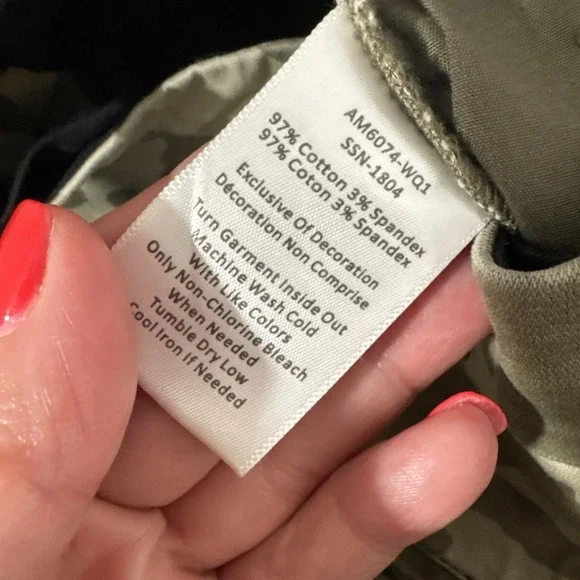 AM6074-WQ1
SSN-1804
97% Cotton 3% Spandex
97% Coton 3% Spandex
Exclusive Of Decoration
Décoration Non Comprise
Turn Garment Inside Out
Machine Wash Cold
With Like Colors
Only Non-Chlorine Bleach
When Needed
Tumble Dry Low
Cool Iron if Needed